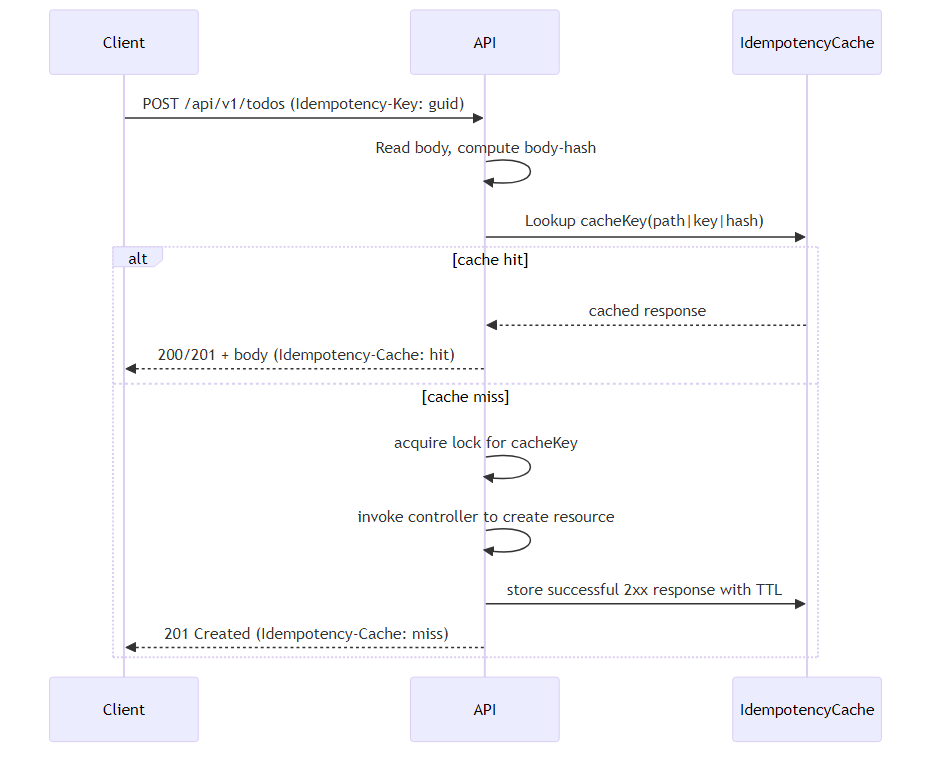 Client
API
IdempotencyCache
POST /api/v1/todos (Idempotency-Key: guid)
Read body, compute body-hash
Lookup cacheKey(path|key|hash)
alt
[cache hit]
cached response
200/201 + body (Idempotency-Cache: hit)
[cache miss]
acquire lock for cacheKey
invoke controller to create resource
store successful 2xx response with TTL
201 Created (Idempotency-Cache: miss)
Client
API
IdempotencyCache